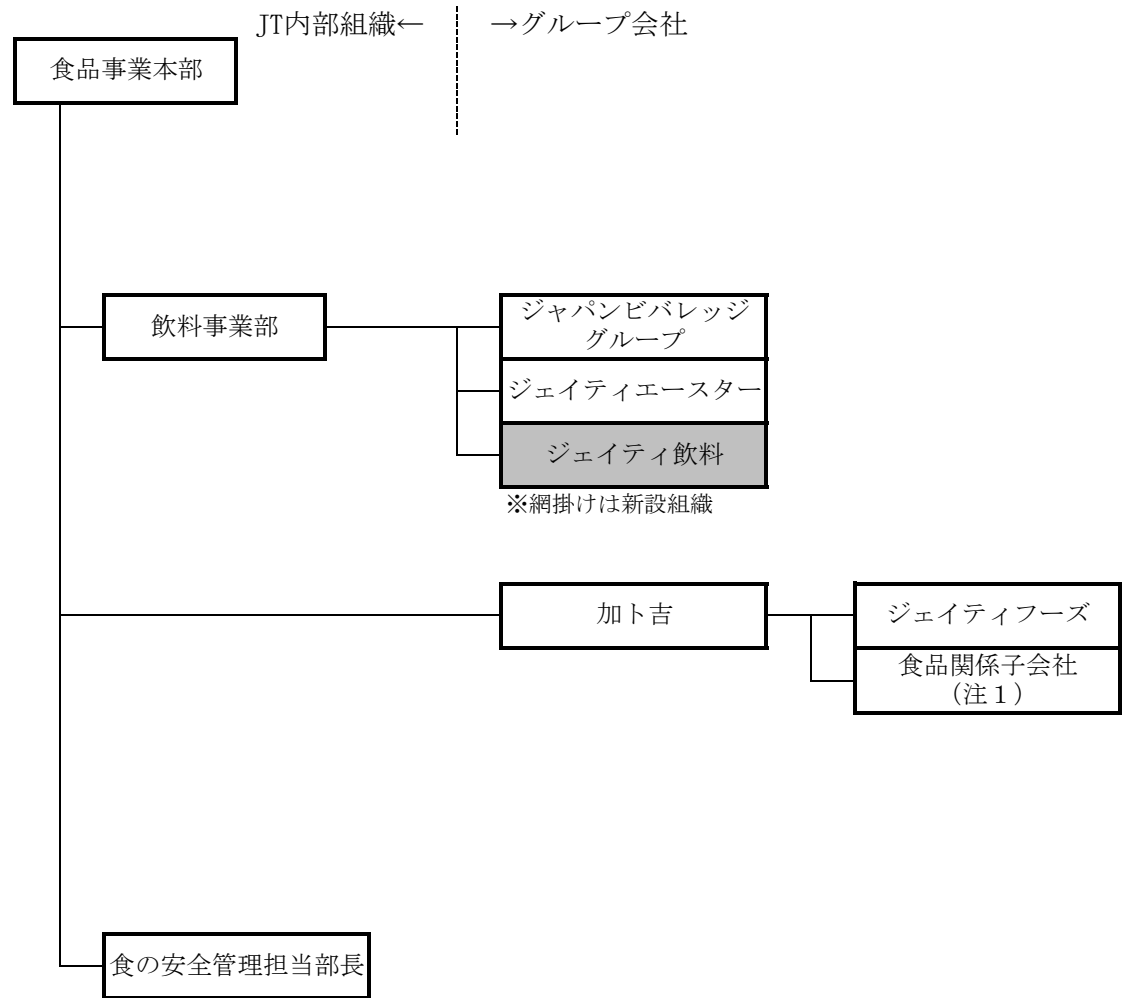 JT内部組織← →グループ会社
食品事業本部
飲料事業部
ジャパンビバレッジ
グループ
ジェイティエースター
ジェイティ飲料
※網掛けは新設組織
加ト吉
ジェイティフーズ
食品関係子会社
(注1)
食の安全管理担当部長